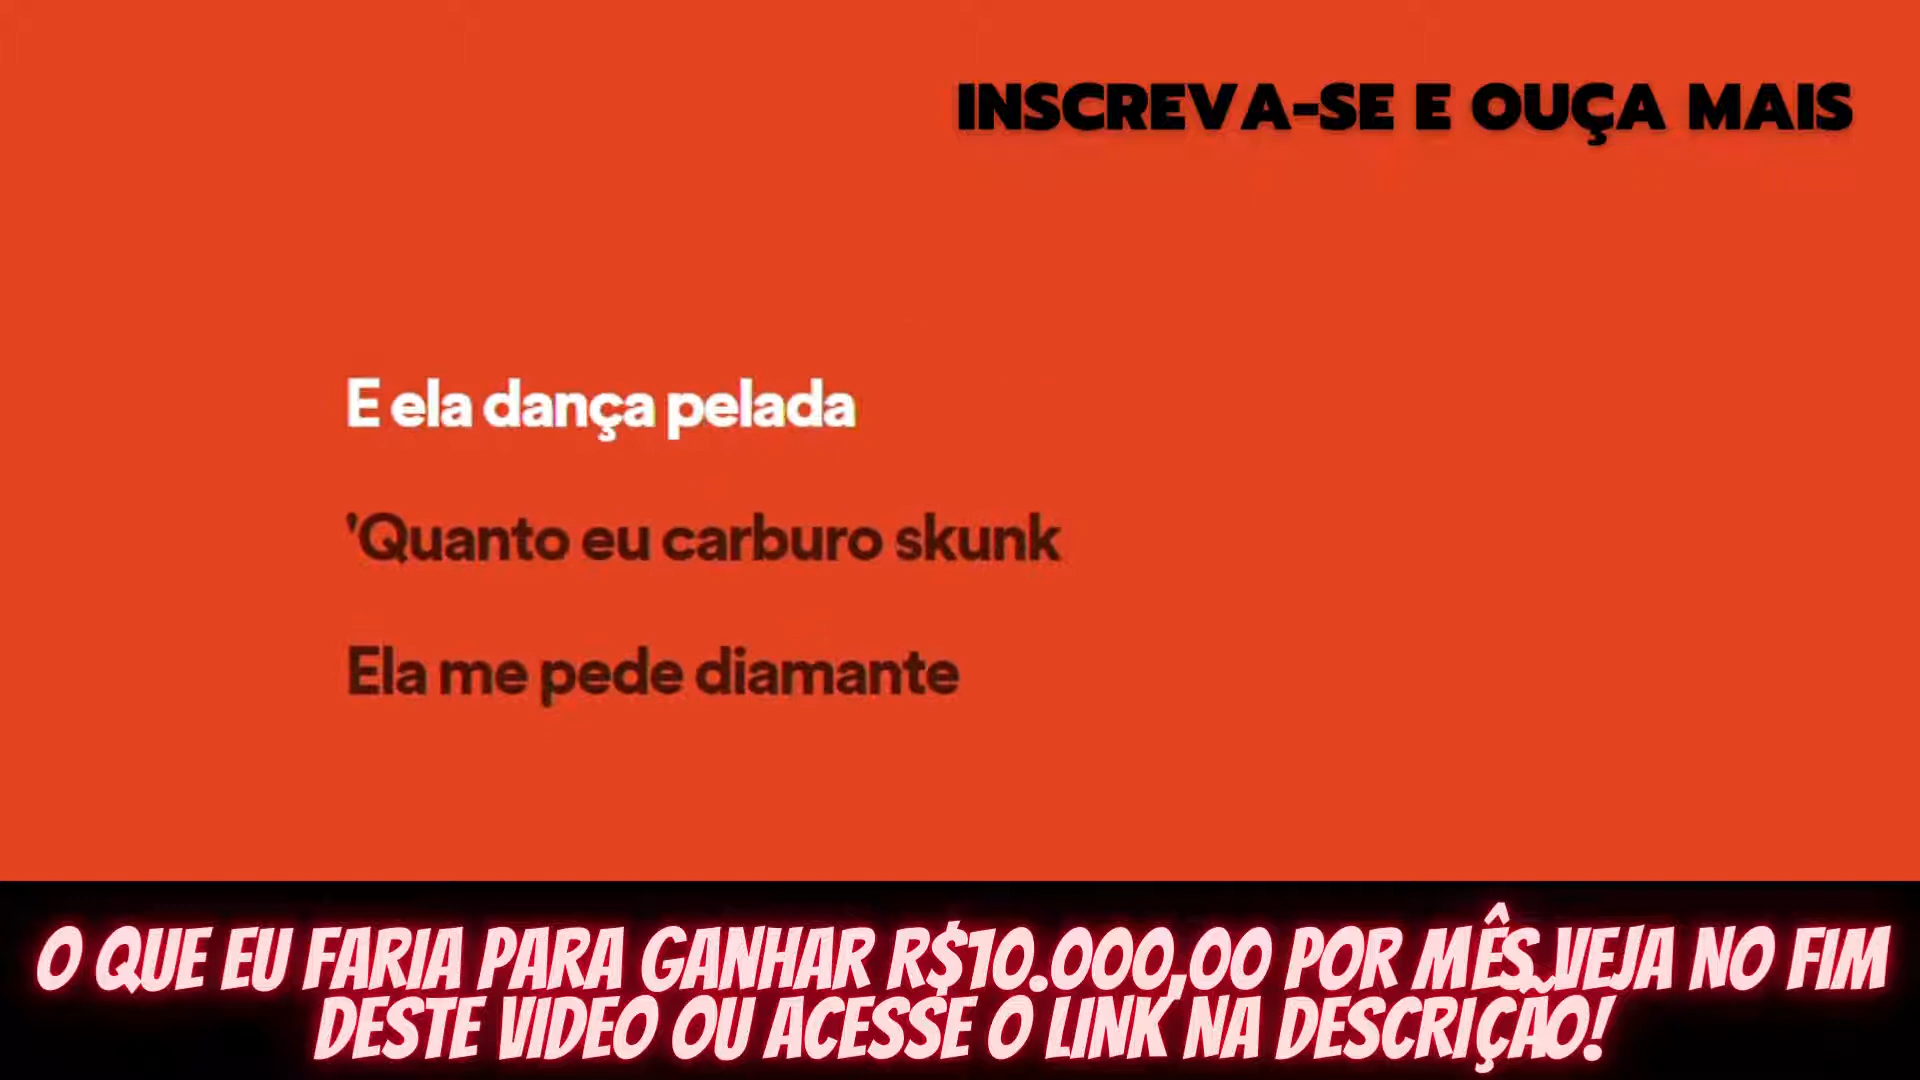 INSCREVA-SE E OUÇA MAIS
E ela dança pelada
'Quanto eu carburo skunk
Ela me pede diamante
O QUE EU FARIA PARA GANHAR R$10.000,00 POR MÊS,VEJA NO FIM
DESTE VIDEO OU ACESSE O LINK NA DESCRIÇÃO!